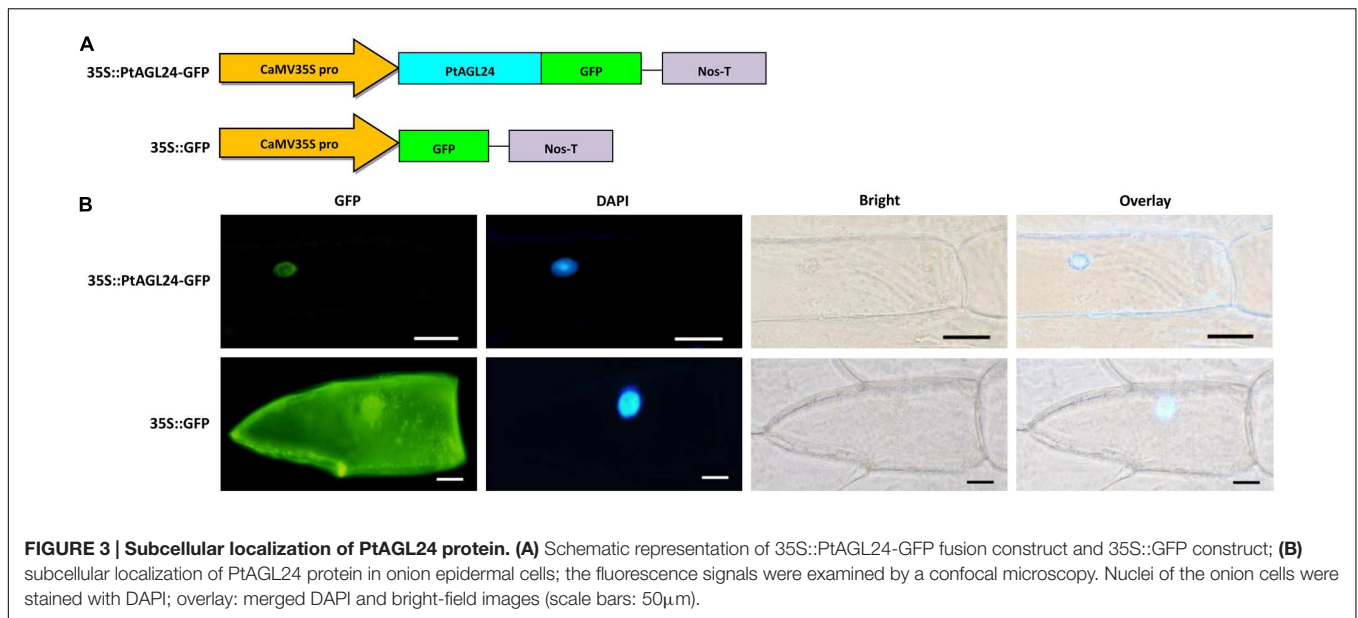 A
35S::PtAGL24-GFP
CaMV35S pro
PtAGL24
GFP
Nos-T
35S::GFP
CaMV35S pro
GFP
Nos-T
B
GFP
DAPI
Bright
Overlay
35S::PtAGL24-GFP
35S::GFP
FIGURE 3 | Subcellular localization of PtAGL24 protein. (A) Schematic representation of 35S::PtAGL24-GFP fusion construct and 35S::GFP construct; (B)
subcellular localization of PtAGL24 protein in onion epidermal cells; the fluorescence signals were examined by a confocal microscopy. Nuclei of the onion cells were
stained with DAPI; overlay: merged DAPI and bright-field images (scale bars: 50μm).